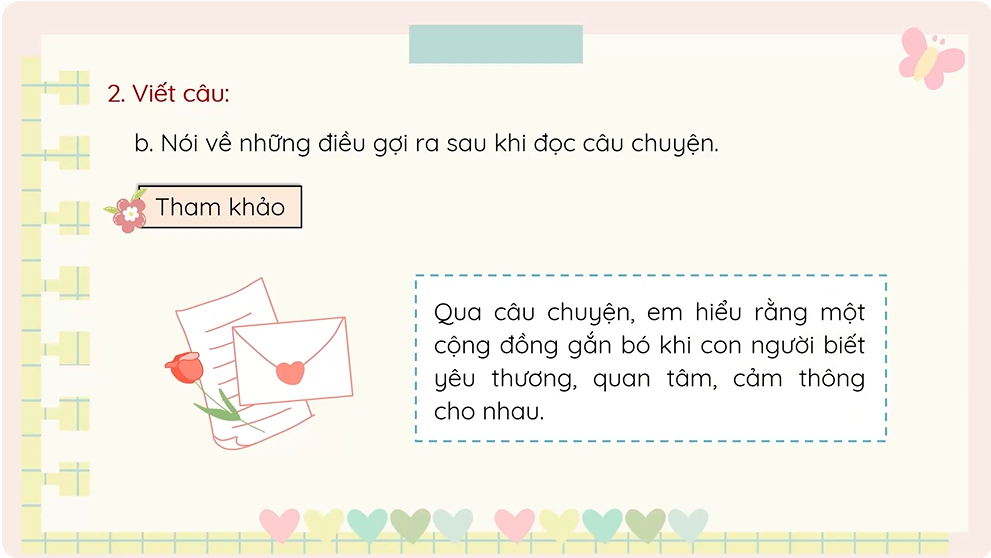 2. Viết câu:
b. Nói về những điều gợi ra sau khi đọc câu chuyện.
Tham khảo
Qua câu chuyện, em hiểu rằng một
cộng đồng gắn bó khi con người biết
yêu thương, quan tâm, cảm thông
cho nhau.